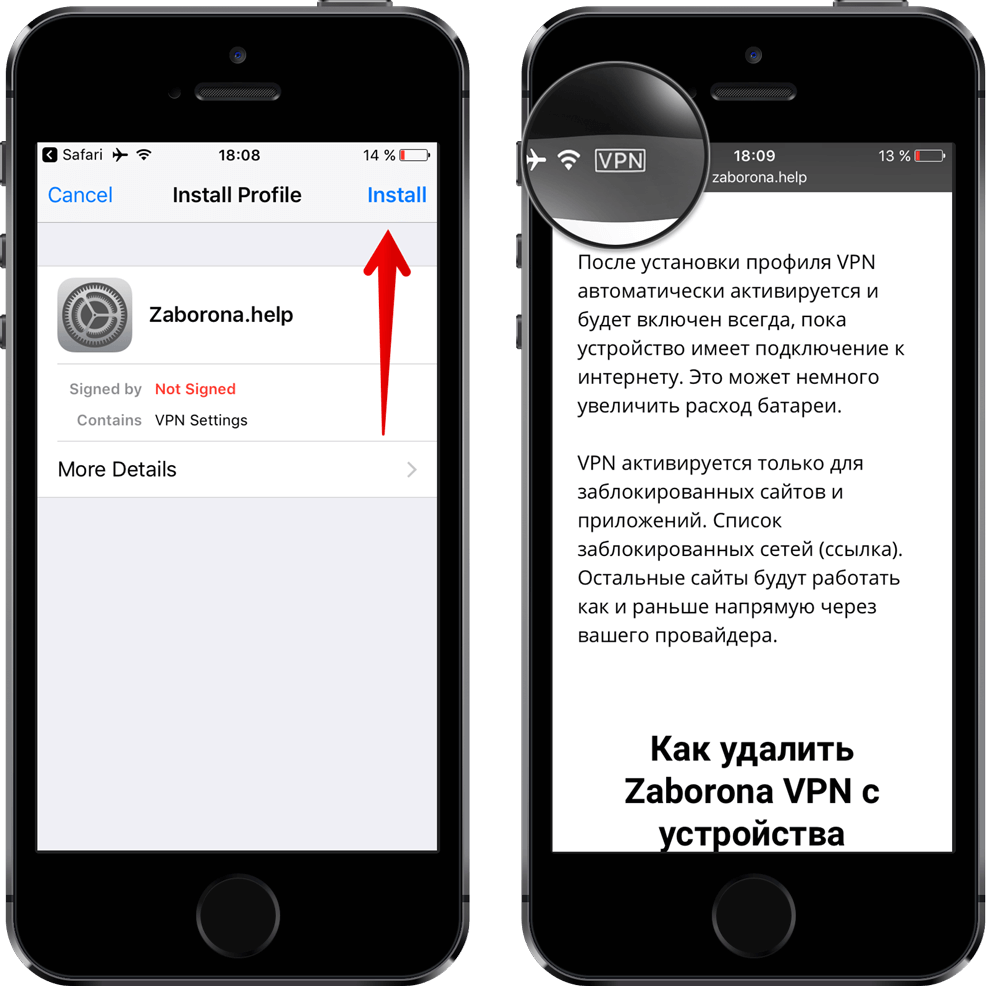 Safari 18:08 14 %
Cancel Install Profile Install
Zaborona.help
Signed by Not Signed
Contains VPN Settings
More Details
VPN 18:09 13 %
zaborona.help
После установки профиля VPN
автоматически активируется и
будет включен всегда, пока
устройство имеет подключение к
интернету. Это может немного
увеличить расход батареи.
VPN активируется только для
заблокированных сайтов и
приложений. Список
заблокированных сетей (ссылка).
Остальные сайты будут работать
как и раньше напрямую через
вашего провайдера.
Как удалить
Zaborona VPN с
устройства